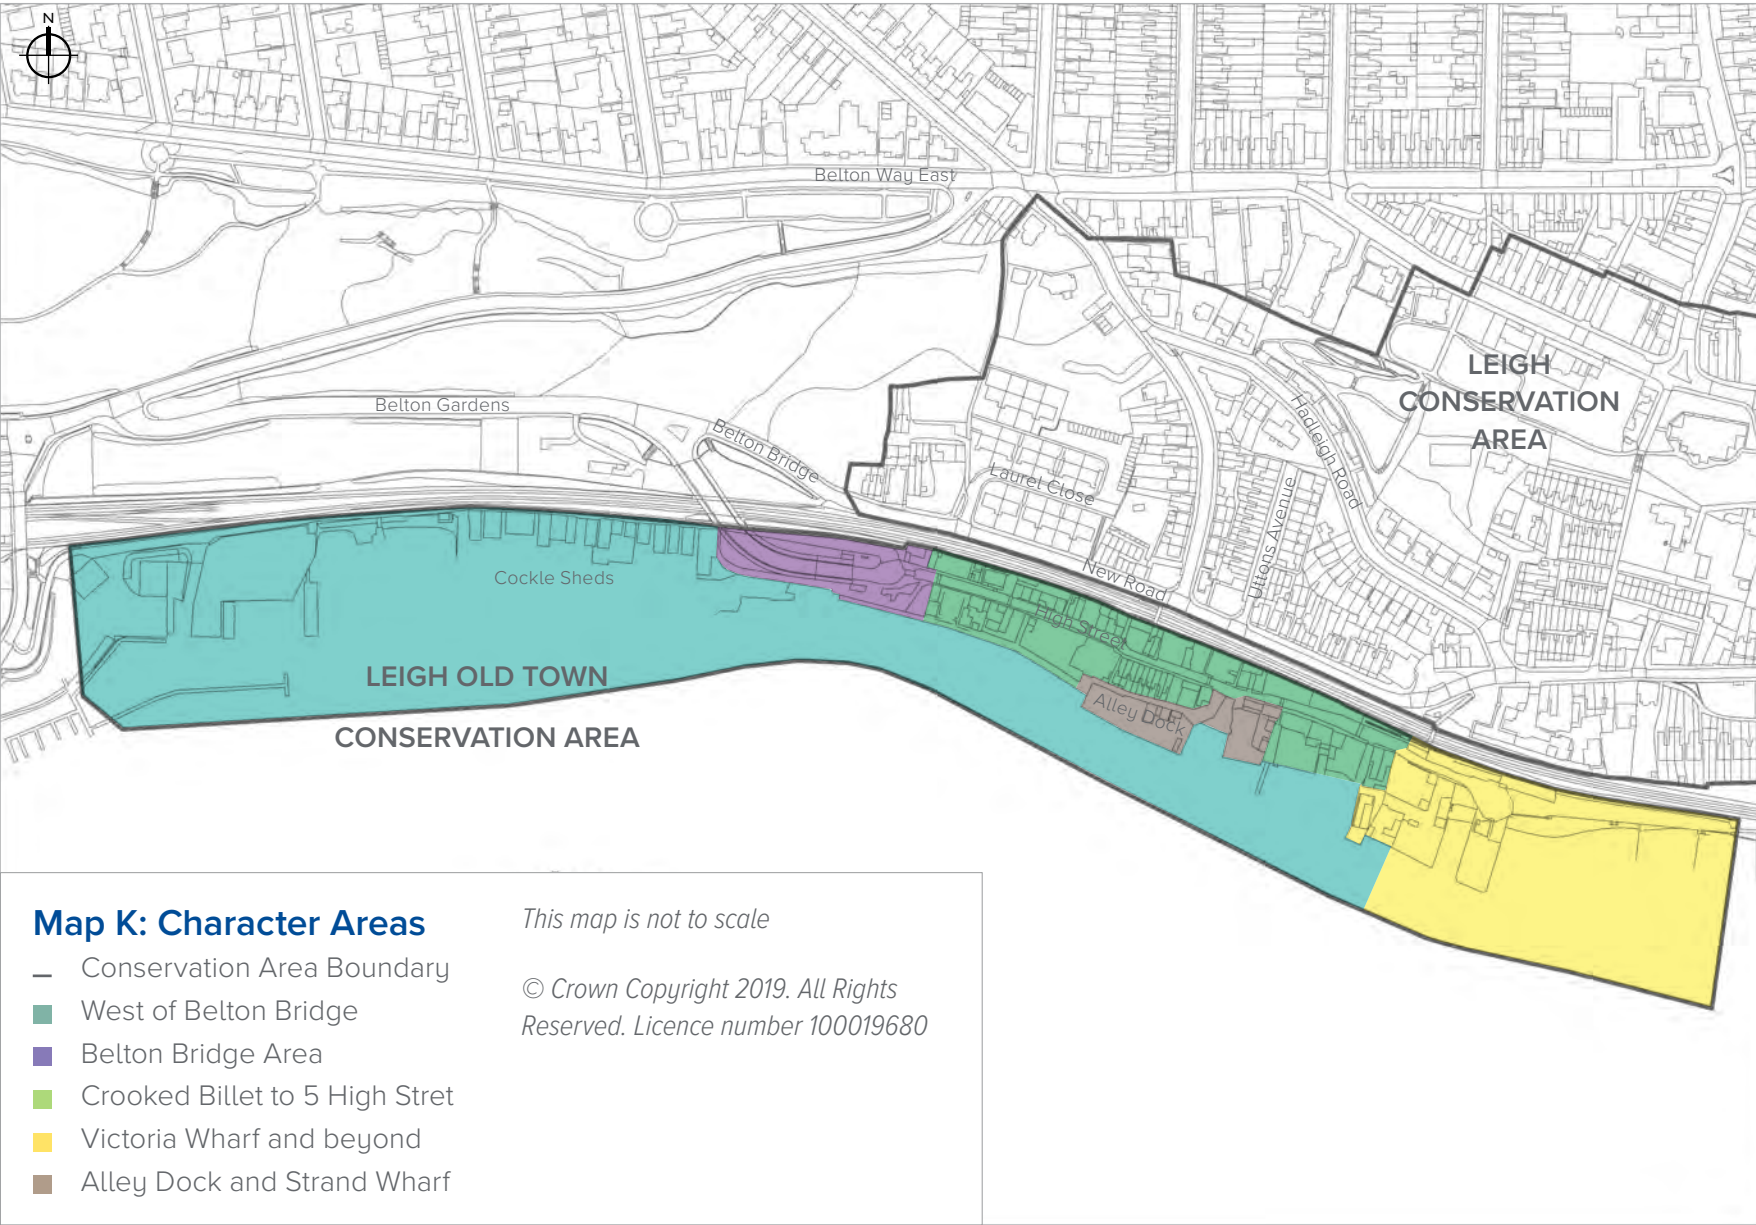 N
Belton Way East
LEIGH
CONSERVATION
AREA
Belton Gardens
Belton Bridge
Hadleigh Road
Laurel Close
Uttons Avenue
New Road
Cockle Sheds
High Street
LEIGH OLD TOWN
CONSERVATION AREA
Alley Dock
Map K: Character Areas
Conservation Area Boundary
West of Belton Bridge
Belton Bridge Area
Crooked Billet to 5 High Stret
Victoria Wharf and beyond
Alley Dock and Strand Wharf
This map is not to scale
© Crown Copyright 2019. All Rights
Reserved. Licence number 100019680